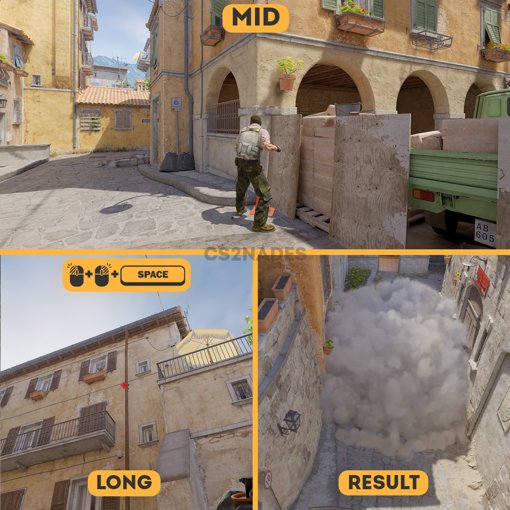 MID
AB
605
CS2NADES
+ + SPACE
LONG
RESULT